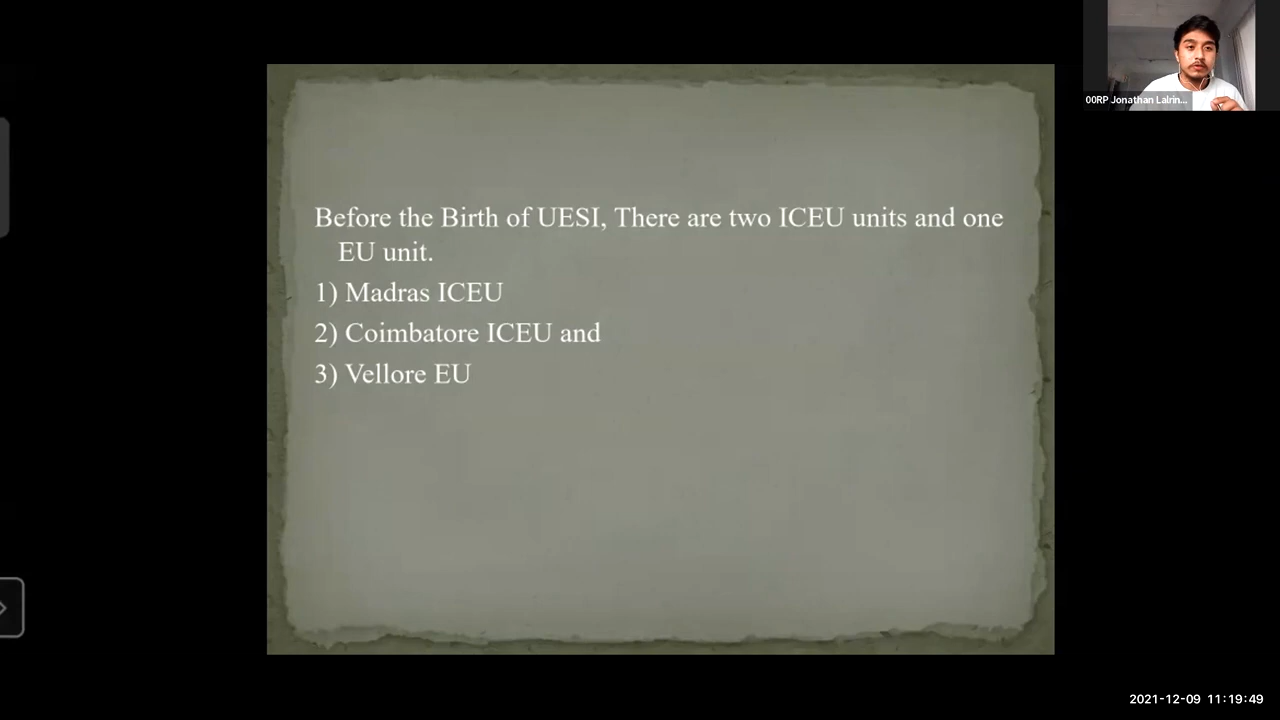 00RP Jonathan Lalrin...
Before the Birth of UESI, There are two ICEU units and one
EU unit.
1) Madras ICEU
2) Coimbatore ICEU and
3) Vellore EU
2021-12-09 11:19:49